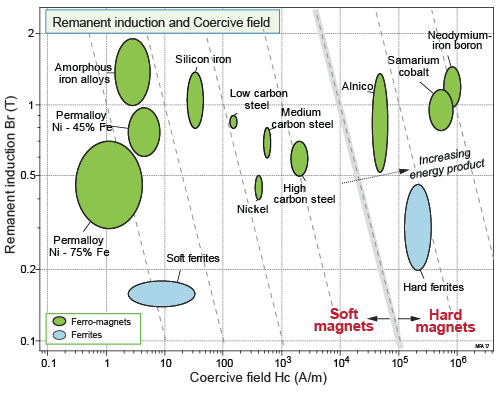 Remanent induction and Coercive field
Remanent induction Br (T)
2
1
0.5
0.2
0.1
Amorphous
iron alloys
Silicon iron
Neodymium-
iron boron
Samarium
cobalt
Alnico
Low carbon
steel
Medium
carbon steel
Permalloy
Ni - 45% Fe
Increasing
energy product
High
carbon steel
Nickel
Permalloy
Ni - 75% Fe
Soft ferrites
Hard ferrites
Soft
magnets
Hard
magnets
Ferro-magnets
Ferrites
MFA 17
0.1 1 10 100 10³ 10⁴ 10⁵ 10⁶
Coercive field Hc (A/m)